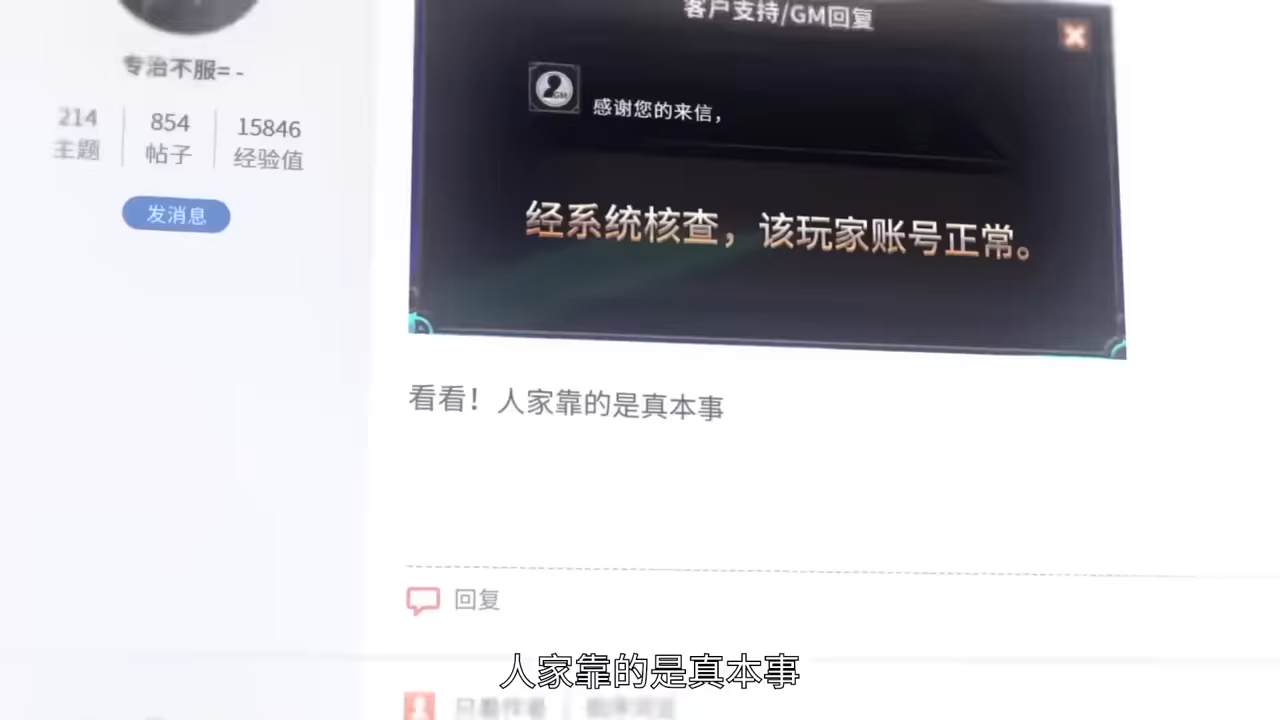 客户支持/GM回复
专治不服= -
214
854
15846
主题
帖子
经验值
发消息
GM
感谢您的来信，
经系统核查，该玩家账号正常。
看看！人家靠的是真本事
回复
人家靠的是真本事